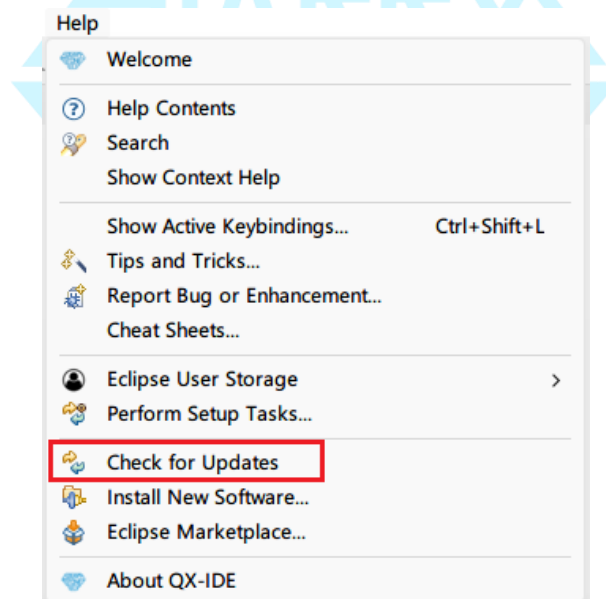 Help
Welcome
Help Contents
Search
Show Context Help
Show Active Keybindings... Ctrl+Shift+L
Tips and Tricks...
Report Bug or Enhancement...
Cheat Sheets...
Eclipse User Storage
Perform Setup Tasks...
Check for Updates
Install New Software...
Eclipse Marketplace...
About QX-IDE